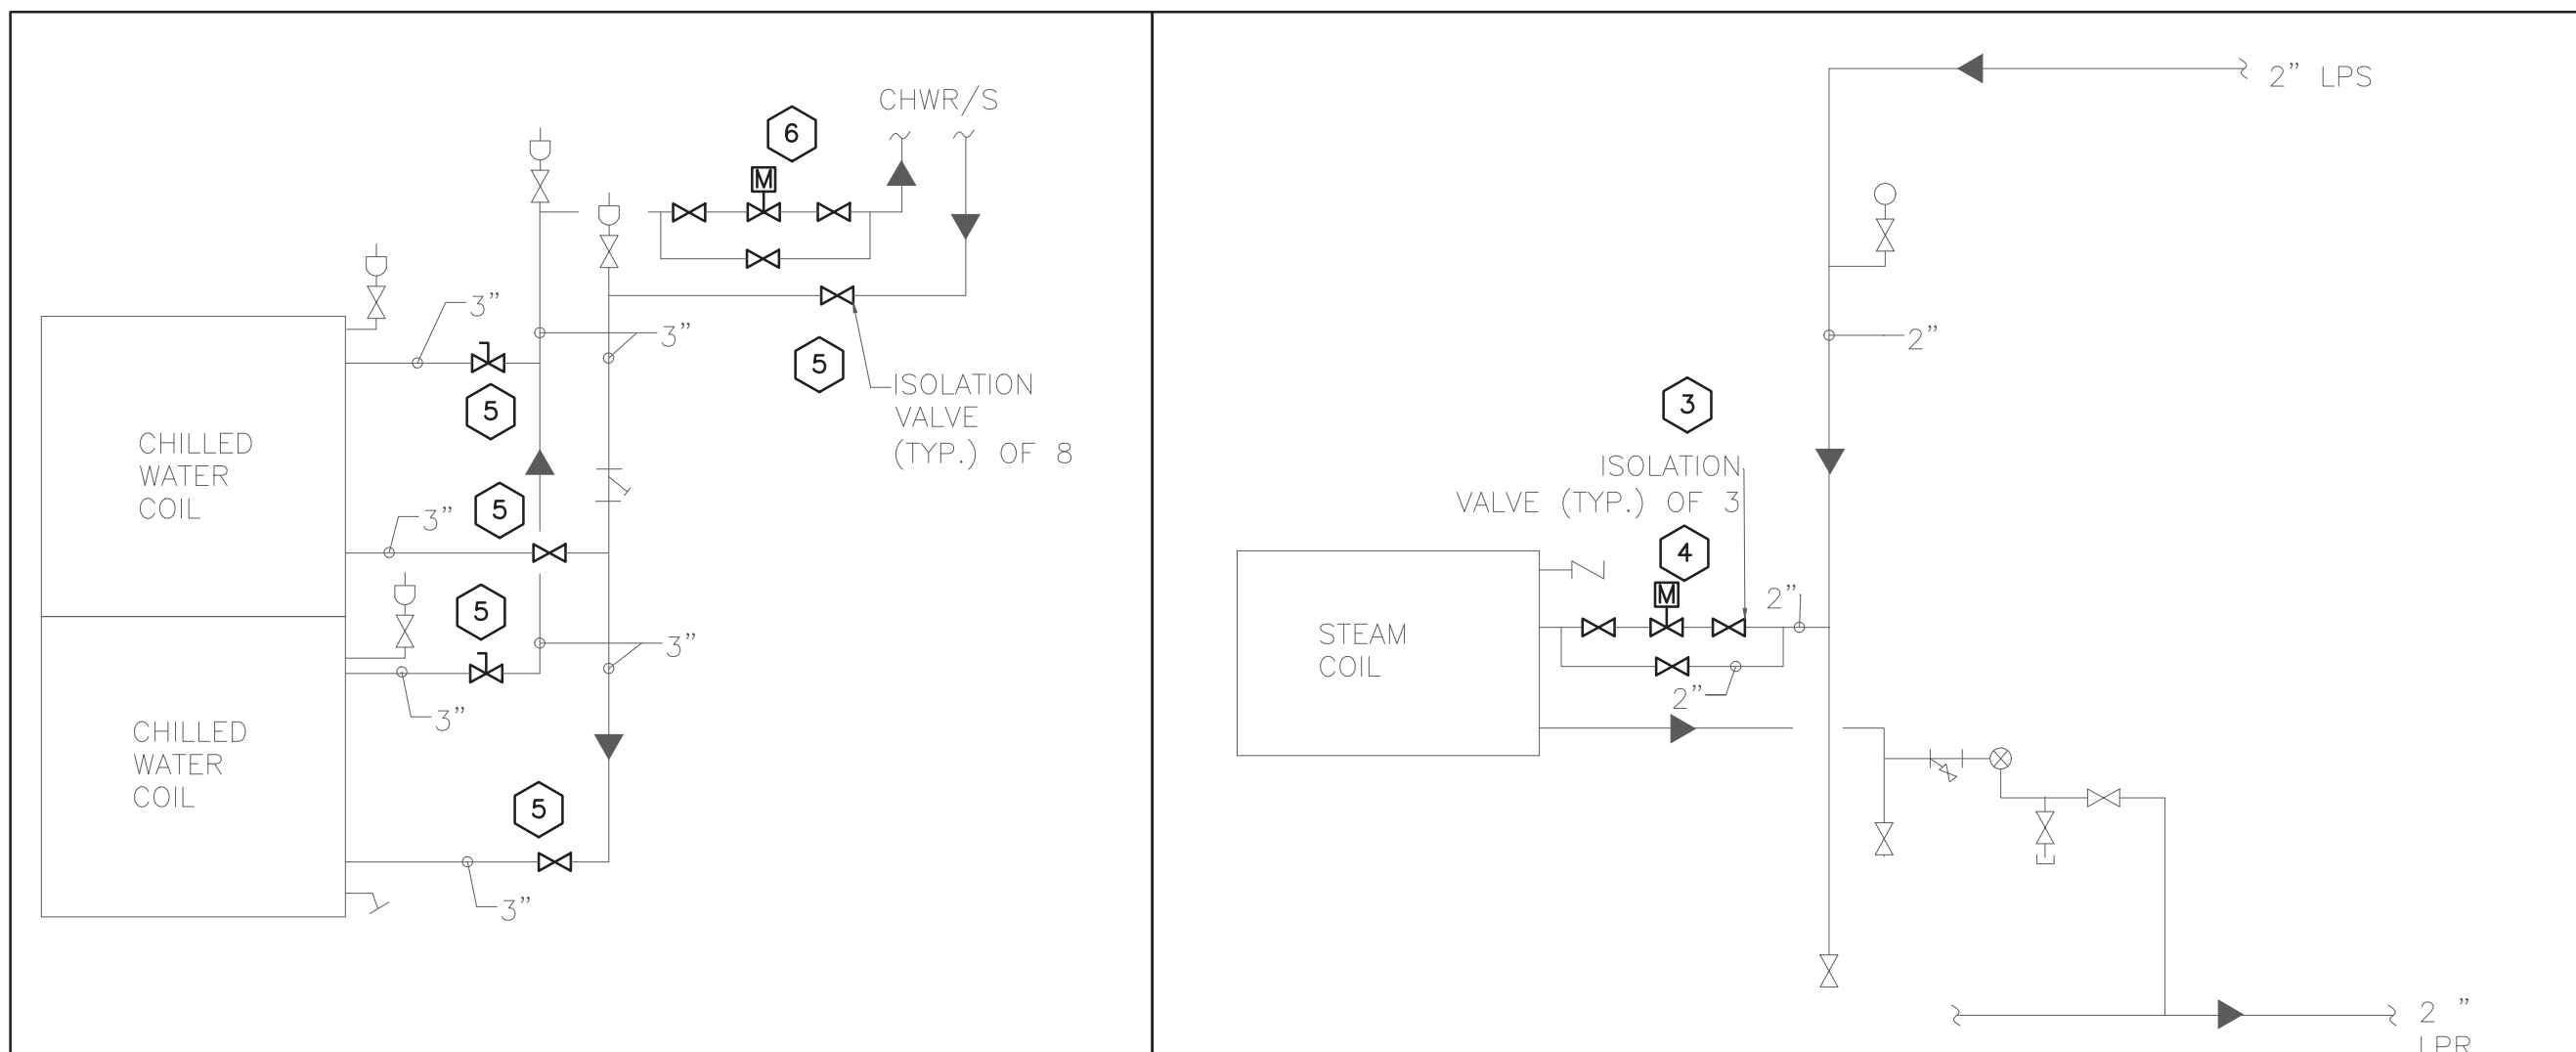 CHWR/S
6
M
3"
3"
5
5
ISOLATION
VALVE
(TYP.) OF 8
CHILLED
WATER
COIL
5
3"
5
3"
3"
CHILLED
WATER
COIL
5
3"
2" LPS
2"
3
ISOLATION
VALVE (TYP.) OF 3
4
M
2"
STEAM
COIL
2"
2 "
LPR